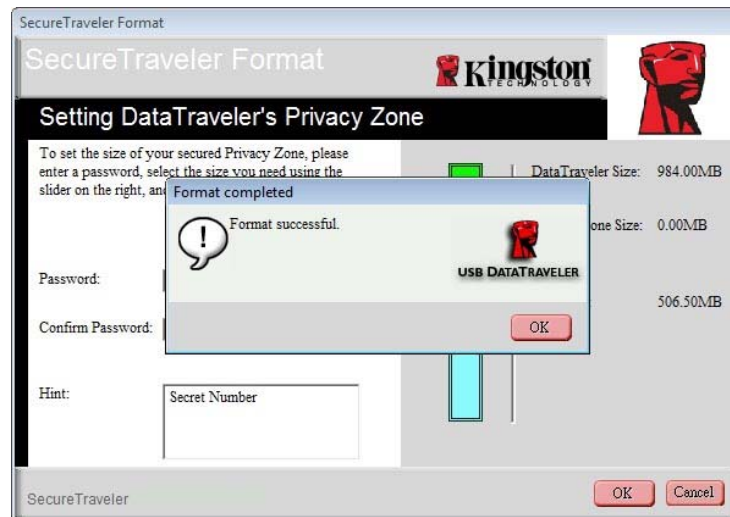 SecureTraveler Format
SecureTraveler Format
Kingston
TECHNOLOGY
Setting DataTraveler's Privacy Zone
To set the size of your secured Privacy Zone, please
enter a password, select the size you need using the
slider on the right, an
DataTraveler Size: 984.00MB
one Size: 0.00MB
506.50MB
Format completed
Format successful.
USB DATATRAVELER
OK
Password:
Confirm Password:
Hint:
Secret Number
SecureTraveler
OK
Cancel